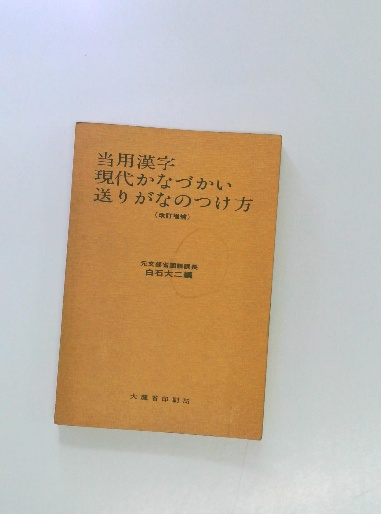 当用漢字
現代かなづかい
送りがなのつけ方
(改訂増補)
元文部省国語課長
白石大二編
大蔵省印刷局